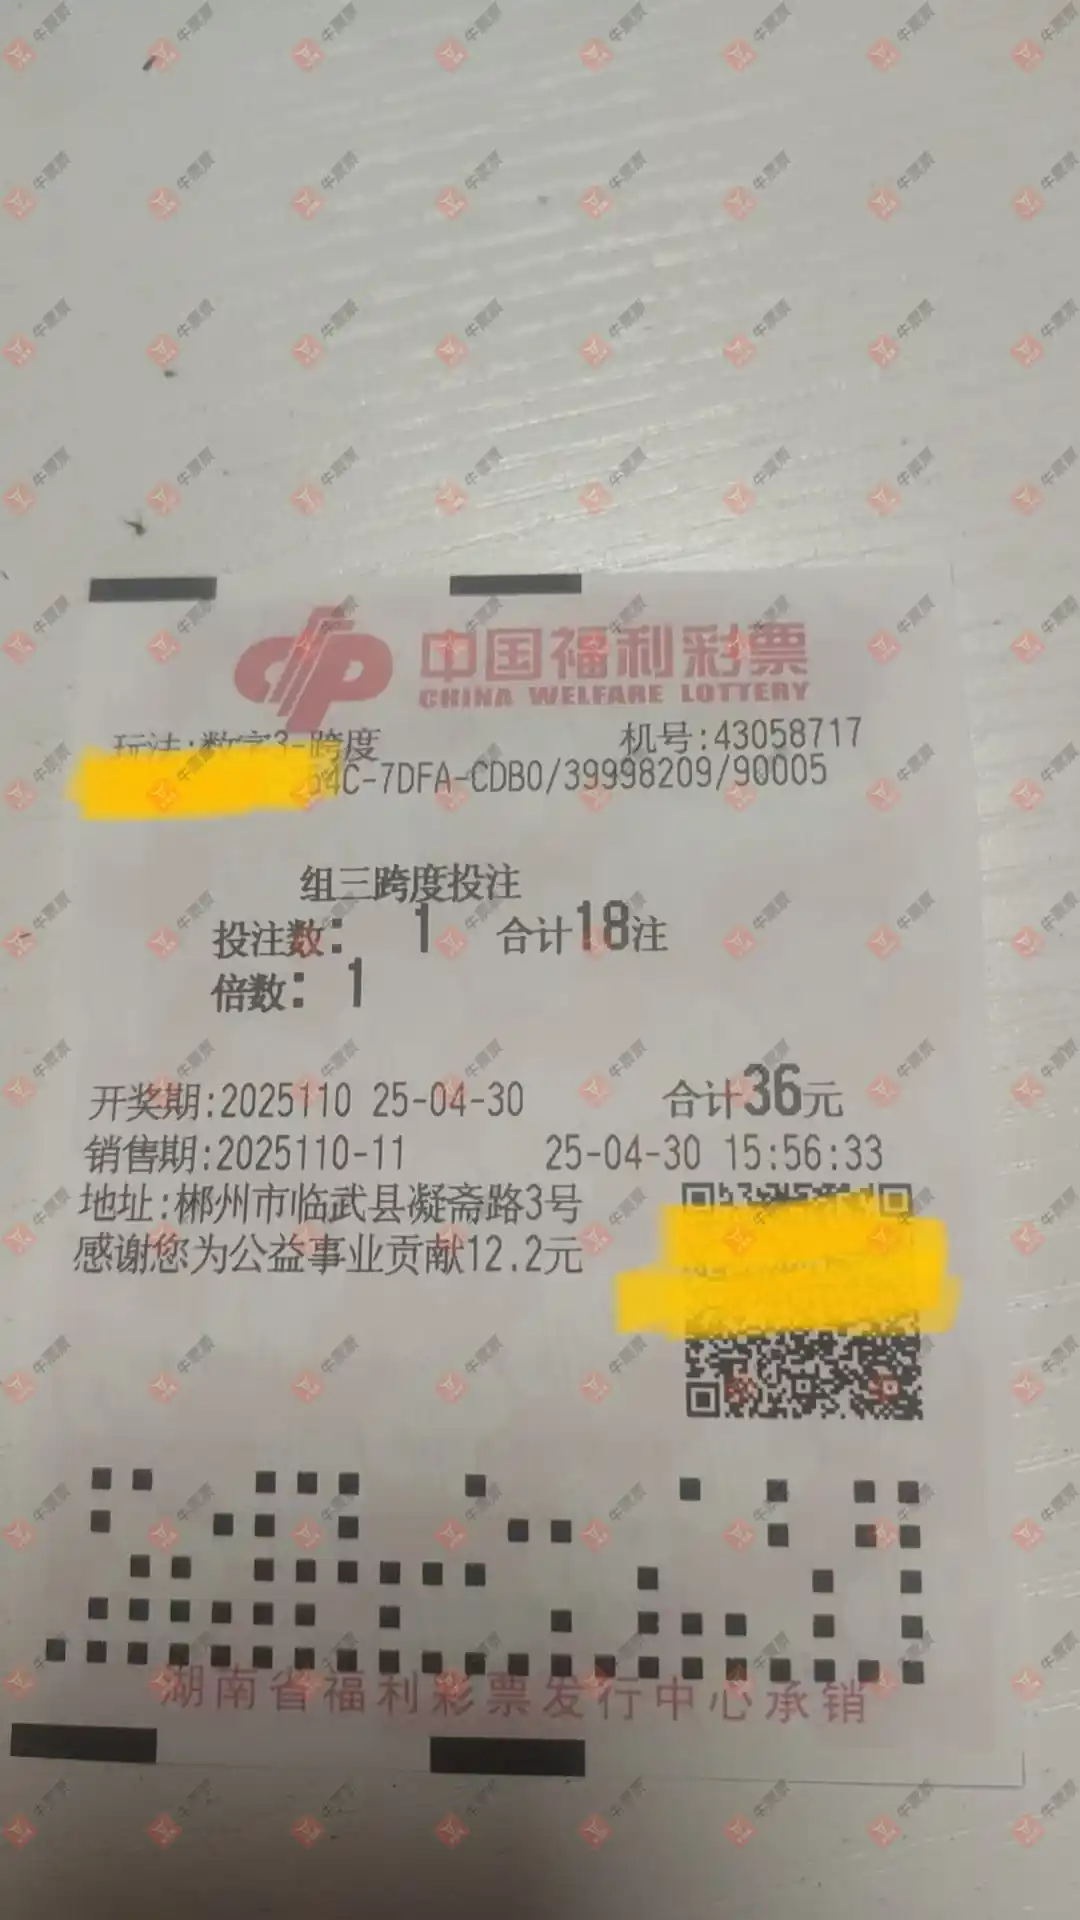 中国福利彩票
CHINA WELFARE LOTTERY
玩法:数字3-跨度 机号:43058717
64C-7DFA-CDB0/39998209/90005
组三跨度投注
投注数: 1 合计18注
倍数: 1
开奖期:2025110 25-04-30 合计36元
销售期:2025110-11 25-04-30 15:56:33
地址:郴州市临武县凝斋路3号
感谢您为公益事业贡献12.2元
湖南省福利彩票发行中心承销
牛票票